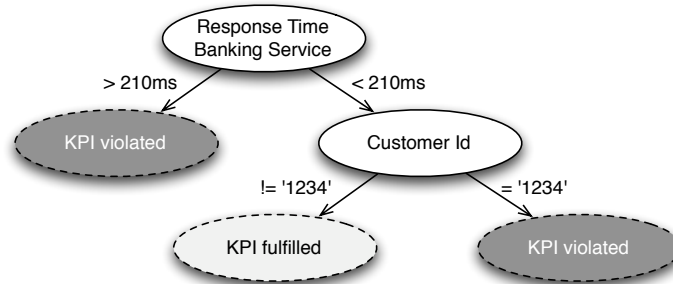 Response Time
Banking Service
> 210ms
< 210ms
KPI violated
Customer Id
!= '1234'
= '1234'
KPI fulfilled
KPI violated